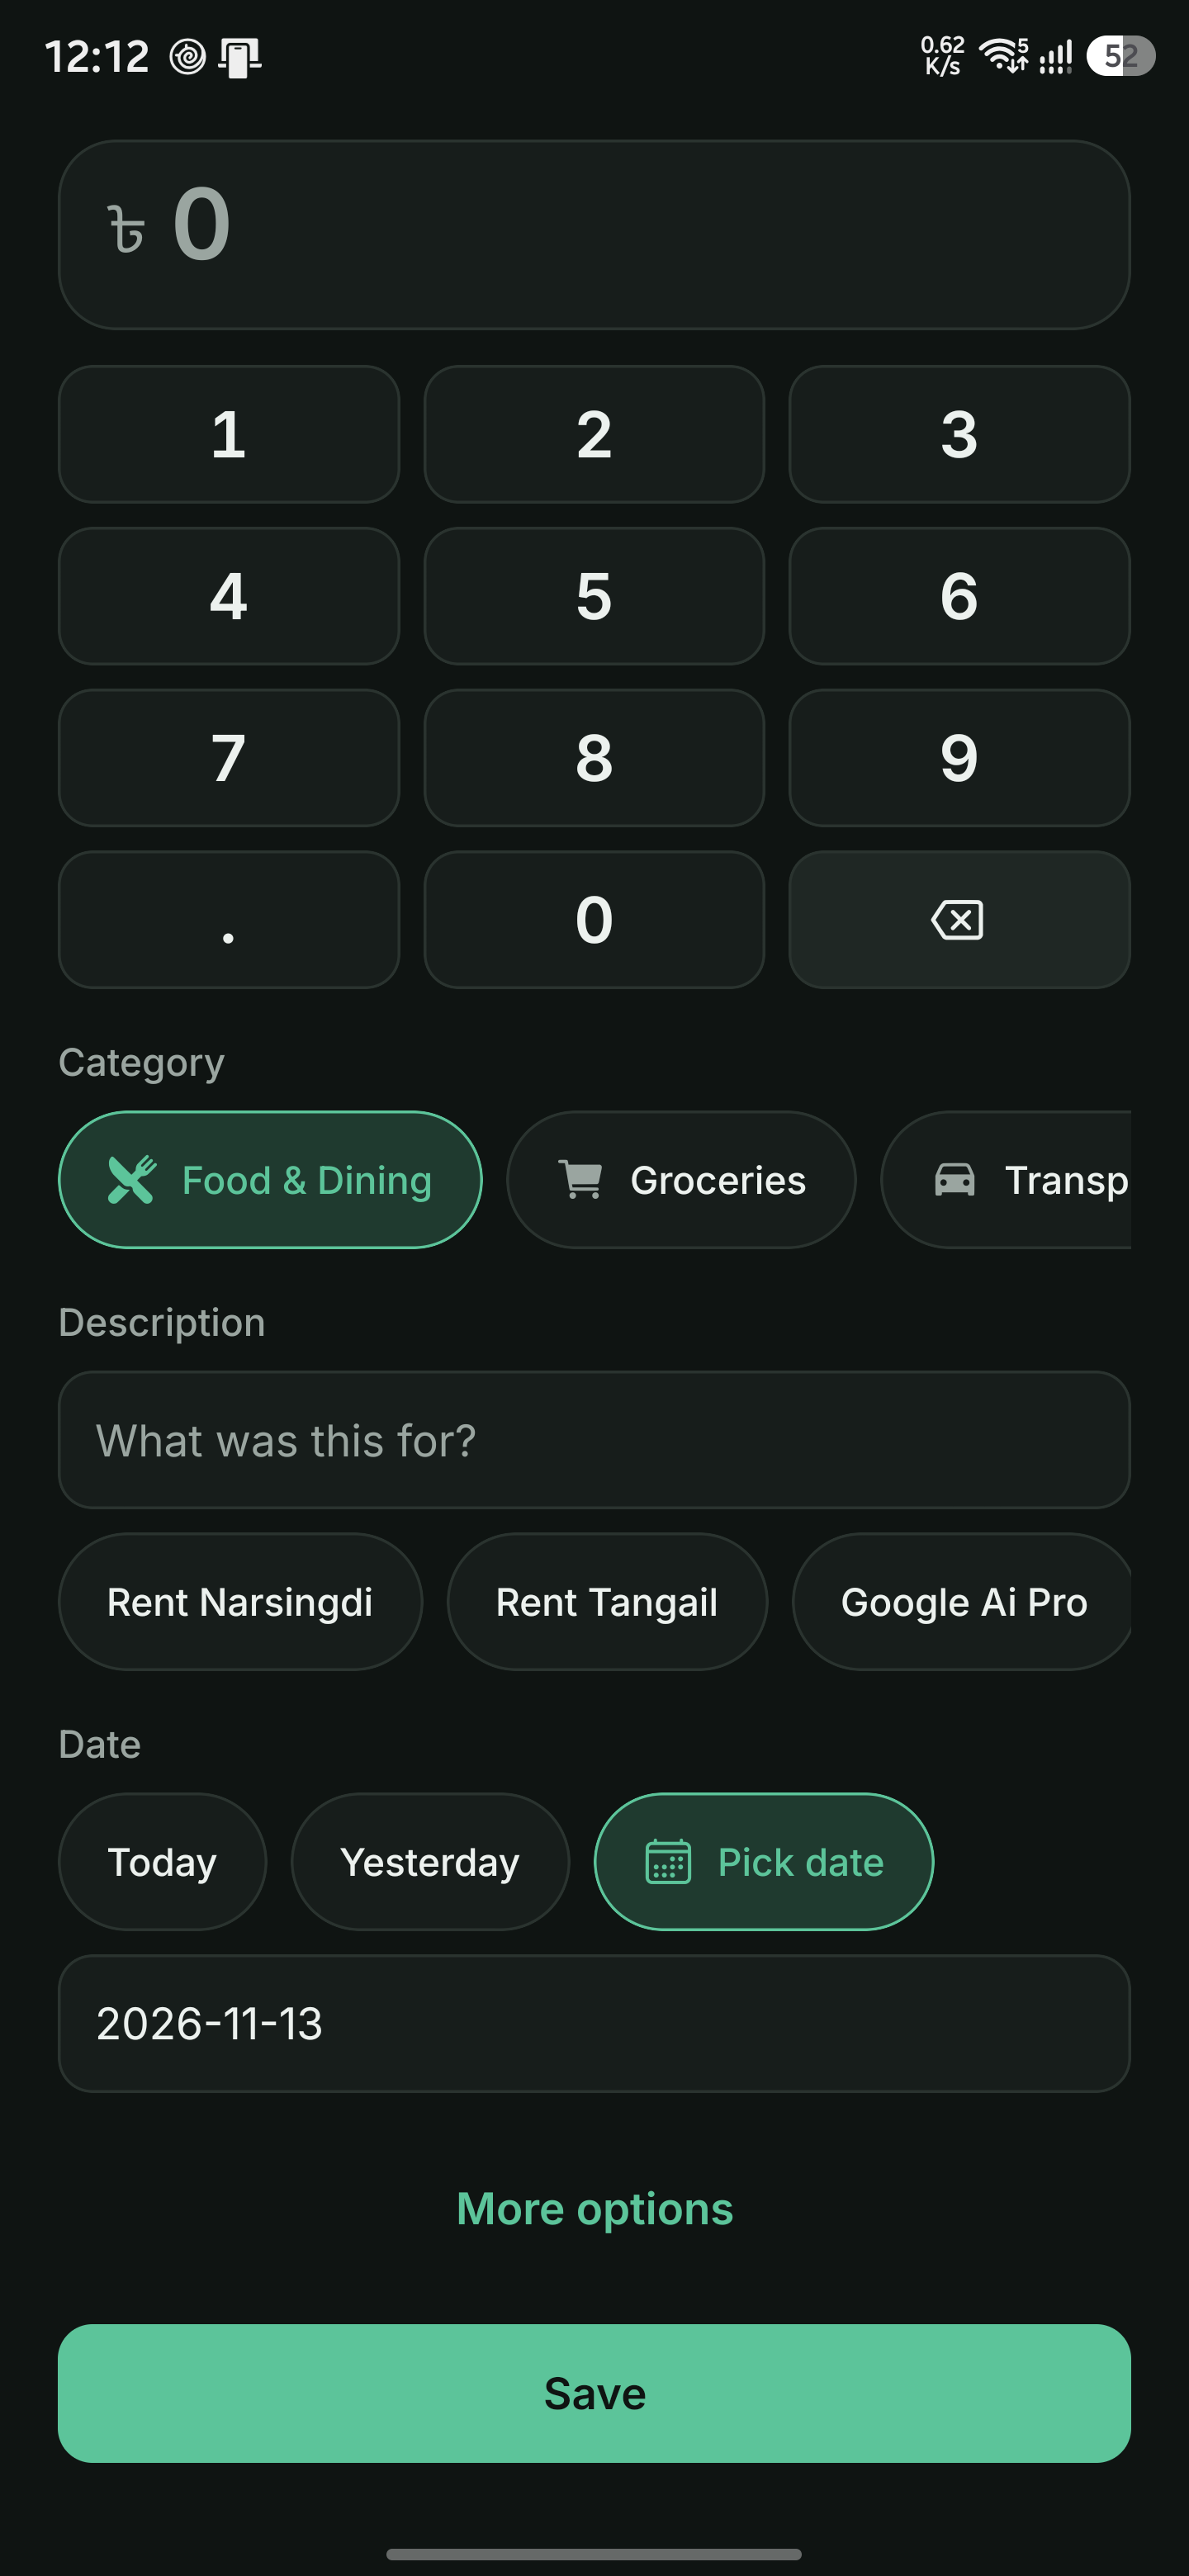 12:12
0.62 K/s
5
52
৳ 0
1 2 3
4 5 6
7 8 9
. 0
Category
Food & Dining Groceries Transp
Description
What was this for?
Rent Narsingdi Rent Tangail Google Ai Pro
Date
Today Yesterday Pick date
2026-11-13
More options
Save